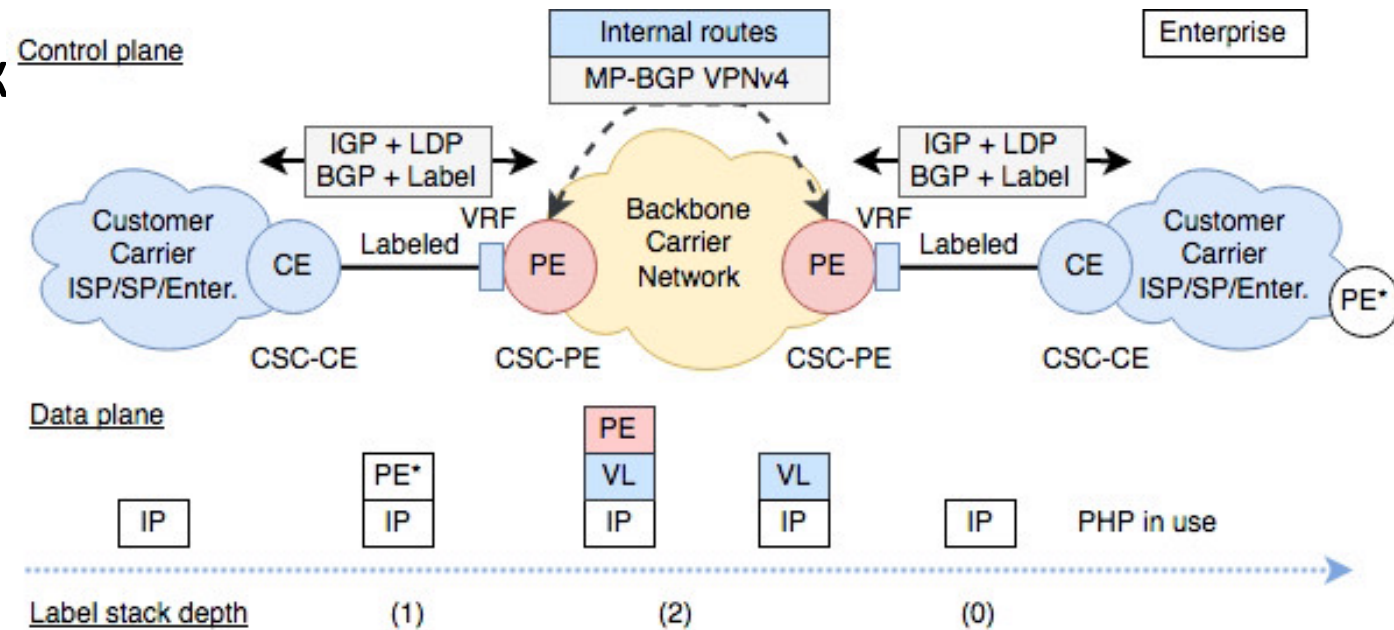 Control plane
Internal routes
MP-BGP VPNv4
Enterprise
IGP + LDP
BGP + Label
IGP + LDP
BGP + Label
Customer
Carrier
ISP/SP/Enter.
CE
Labeled
VRF
PE
Backbone
Carrier
Network
PE
VRF
Labeled
CE
Customer
Carrier
ISP/SP/Enter.
PE*
CSC-CE
CSC-PE
CSC-PE
CSC-CE
Data plane
IP
PE*
IP
PE
VL
IP
VL
IP
IP
PHP in use
Label stack depth
(1)
(2)
(0)